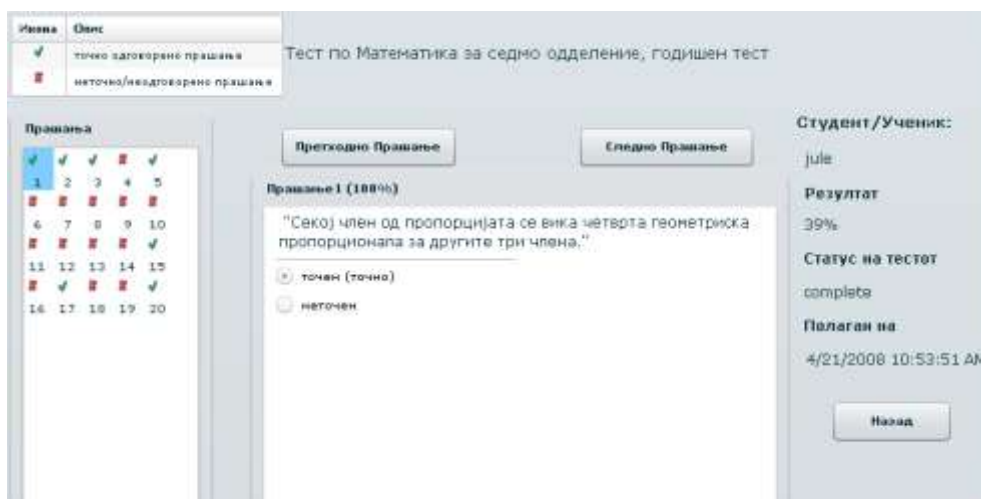 Икона Опис
точно одговорено прашање
неточно/неодговорено прашање
Тест по Математика за седмо одделение, годишен тест
Прашања
1 2 3 4 5
6 7 8 9 10
11 12 13 14 15
16 17 18 19 20
Претходно Прашање
Следно Прашање
Прашање 1 (100%)
"Секој член од пропорцијата се вика четврта геометриска
пропорционала за другите три члена."
точен (точно)
неточен
Студент/Ученик:
jule
Резултат
39%
Статус на тестот
complete
Полаган на
4/21/2008 10:53:51 AM
Назад